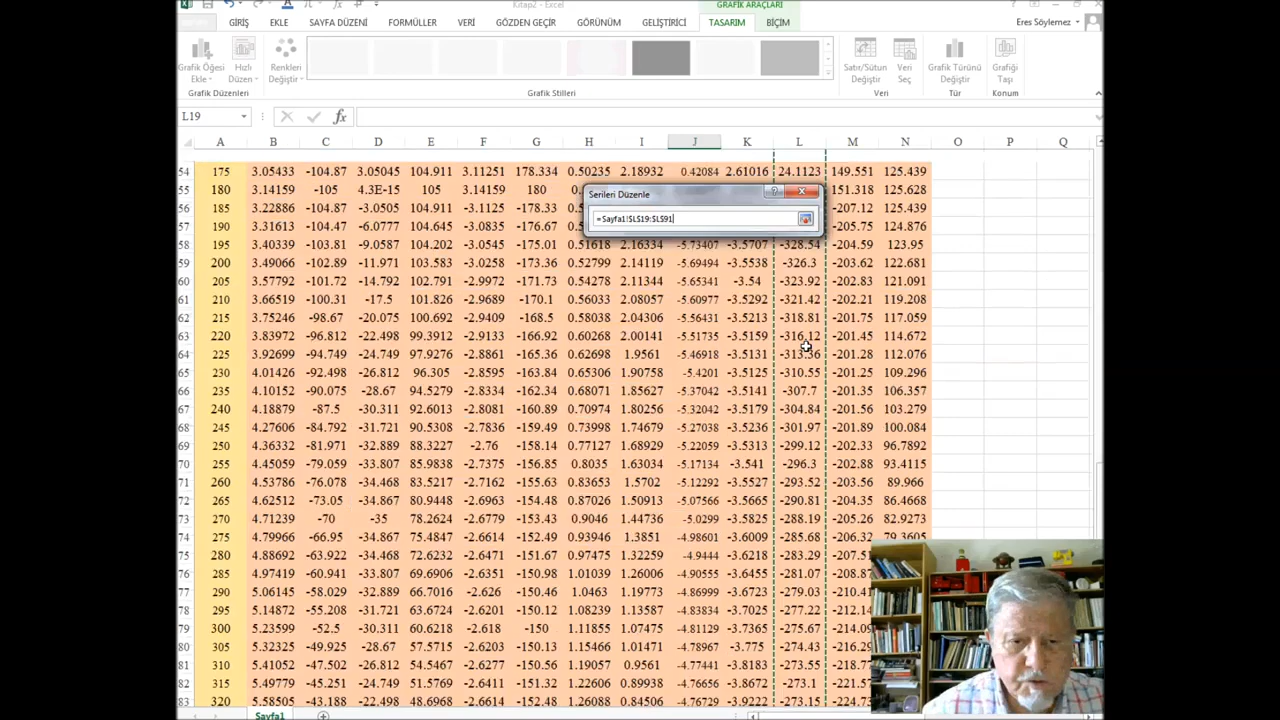 Kitap2 - Excel
GRAFİK ARAÇLARI
GİRİŞ EKLE SAYFA DÜZENİ FORMÜLLER VERİ GÖZDEN GEÇİR GÖRÜNÜM GELİŞTİRİCİ TASARIM BİÇİM Eres Söylemez
Grafik Öğesi Ekle Hızlı Düzen Renkleri Değiştir Satır/Sütun Değiştir Veri Seç Grafik Türünü Değiştir Grafiği Taşı
Grafik Düzenleri Grafik Stilleri Veri Tür Konum
L19 fx
A B C D E F G H I J K L M N O P Q
54 175 3.05433 -104.87 3.05045 104.911 3.11251 178.334 0.50235 2.18932 0.42084 2.61016 24.1123 149.551 125.439
55 180 3.14159 -105 4.3E-15 105 3.14159 180 151.318 125.628
Serileri Düzenle
=Sayfa1!$L$19:$L$91
56 185 3.22886 -104.87 -3.0505 104.911 -3.1125 -178.33 -207.12 125.439
57 190 3.31613 -104.47 -6.0777 104.645 -3.0835 -176.67 -205.75 124.876
58 195 3.40339 -103.81 -9.0587 104.202 -3.0545 -175.01 0.51618 2.16334 -5.73407 -3.5707 -328.54 -204.59 123.95
59 200 3.49066 -102.89 -11.971 103.583 -3.0258 -173.36 0.52799 2.14119 -5.69494 -3.5538 -326.3 -203.62 122.681
60 205 3.57792 -101.72 -14.792 102.791 -2.9972 -171.73 0.54278 2.11344 -5.65341 -3.54 -323.92 -202.83 121.091
61 210 3.66519 -100.31 -17.5 101.826 -2.9689 -170.1 0.56033 2.08057 -5.60977 -3.5292 -321.42 -202.21 119.208
62 215 3.75246 -98.67 -20.075 100.692 -2.9409 -168.5 0.58038 2.04306 -5.56431 -3.5213 -318.81 -201.75 117.059
63 220 3.83972 -96.812 -22.498 99.3912 -2.9133 -166.92 0.60268 2.00141 -5.51735 -3.5159 -316.12 -201.45 114.672
64 225 3.92699 -94.749 -24.749 97.9276 -2.8861 -165.36 0.62698 1.9561 -5.46918 -3.5131 -313.36 -201.28 112.076
65 230 4.01426 -92.498 -26.812 96.305 -2.8595 -163.84 0.65306 1.90758 -5.4201 -3.5125 -310.55 -201.25 109.296
66 235 4.10152 -90.075 -28.67 94.5279 -2.8334 -162.34 0.68071 1.85627 -5.37042 -3.5141 -307.7 -201.35 106.357
67 240 4.18879 -87.5 -30.311 92.6013 -2.8081 -160.89 0.70974 1.80256 -5.32042 -3.5179 -304.84 -201.56 103.279
68 245 4.27606 -84.792 -31.721 90.5308 -2.7836 -159.49 0.73998 1.74679 -5.27038 -3.5236 -301.97 -201.89 100.084
69 250 4.36332 -81.971 -32.889 88.3227 -2.76 -158.14 0.77127 1.68929 -5.22059 -3.5313 -299.12 -202.33 96.7892
70 255 4.45059 -79.059 -33.807 85.9838 -2.7375 -156.85 0.8035 1.63034 -5.17134 -3.541 -296.3 -202.88 93.4115
71 260 4.53786 -76.078 -34.468 83.5217 -2.7162 -155.63 0.83653 1.5702 -5.12292 -3.5527 -293.52 -203.55 89.966
72 265 4.62512 -73.05 -34.867 80.9448 -2.6963 -154.48 0.87026 1.50913 -5.07566 -3.5665 -290.81 -204.35 86.4668
73 270 4.71239 -70 -35 78.2624 -2.6779 -153.43 0.9046 1.44736 -5.0299 -3.5825 -288.19 -205.26 82.9273
74 275 4.79966 -66.95 -34.867 75.4847 -2.6614 -152.49 0.93946 1.3851 -4.98601 -3.6009 -285.68 -206.32 79.3605
75 280 4.88692 -63.922 -34.468 72.6232 -2.6471 -151.67 0.97475 1.32259 -4.9444 -3.6218 -283.29 -207.51
76 285 4.97419 -60.941 -33.807 69.6906 -2.6351 -150.98 1.01039 1.26006 -4.90555 -3.6455 -281.07 -208.87
77 290 5.06145 -58.029 -32.889 66.7016 -2.626 -150.46 1.0463 1.19773 -4.86999 -3.6723 -279.03 -210.41
78 295 5.14872 -55.208 -31.721 63.6724 -2.6201 -150.12 1.08239 1.13587 -4.83834 -3.7025 -277.22 -212.14
79 300 5.23599 -52.5 -30.311 60.6218 -2.618 -150 1.11855 1.07475 -4.81129 -3.7365 -275.67 -214.09
80 305 5.32325 -49.925 -28.67 57.5715 -2.6203 -150.13 1.15466 1.01471 -4.78967 -3.775 -274.43 -216.29
81 310 5.41052 -47.502 -26.812 54.5467 -2.6278 -150.56 1.19057 0.9561 -4.77441 -3.8183 -273.55 -218.77
82 315 5.49779 -45.251 -24.749 51.5769 -2.6411 -151.33 1.22606 0.89938 -4.76656 -3.8672 -273.1 -221.57
83 320 5.58505 -43.188 -22.498 48.6968 -2.6614 -152.48 1.26088 0.84506 -4.76729 -3.9223 -273.15 -224.73
Sayfa1